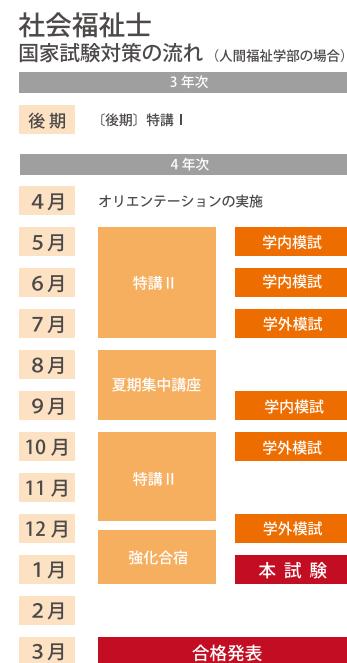 社会福祉士
国家試験対策の流れ（人間福祉学部の場合）
3 年次
後 期 〔後期〕特講Ⅰ
4 年次
4 月 オリエンテーションの実施
5 月 学内模試
6 月 特講Ⅱ 学内模試
7 月 学外模試
8 月
夏期集中講座
9 月 学内模試
10 月 学外模試
11 月 特講Ⅱ
12 月 学外模試
強化合宿
1 月 本 試 験
2 月
3 月 合格発表